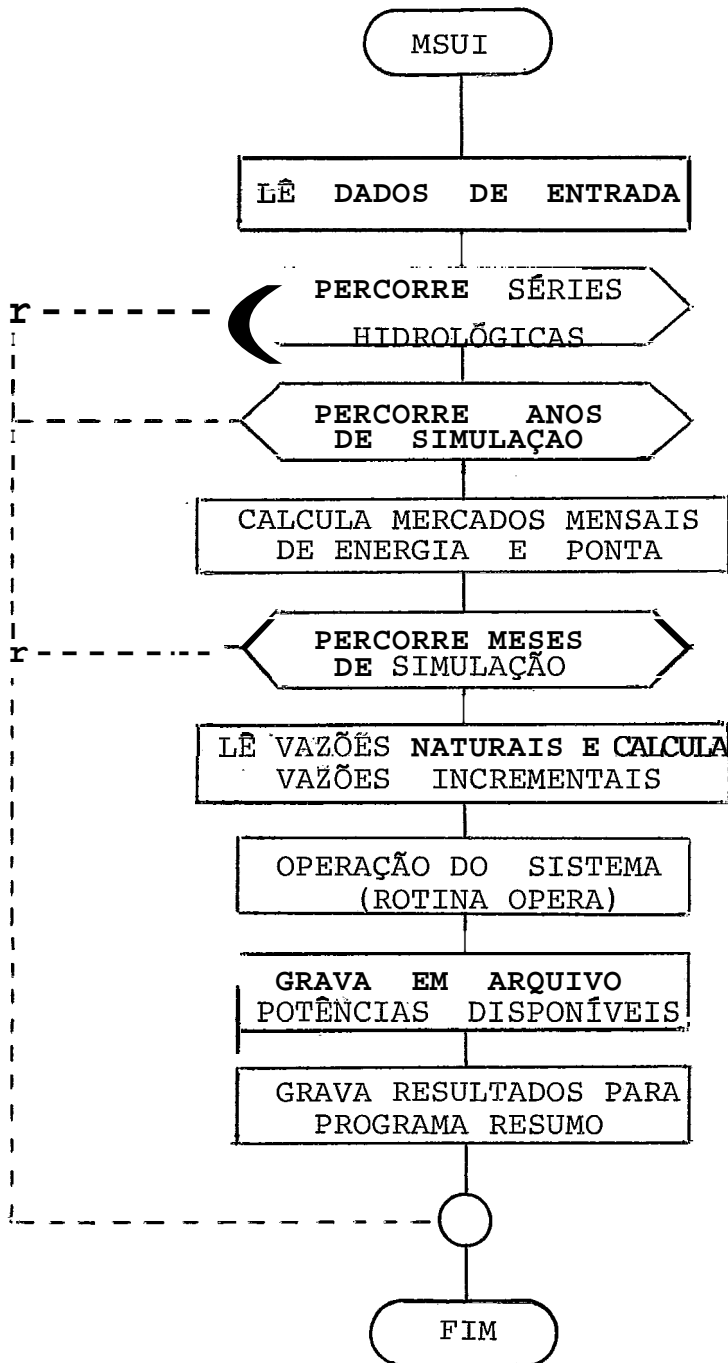 MSUI
LÊ DADOS DE ENTRADA
PERCORRE SÉRIES
HIDROLÓGICAS
PERCORRE ANOS
DE SIMULAÇAO
CALCULA MERCADOS MENSAIS
DE ENERGIA E PONTA
PERCORRE MESES
DE SIMULAÇÃO
LÊ VAZÕES NATURAIS E CALCULA
VAZÕES INCREMENTAIS
OPERAÇÃO DO SISTEMA
(ROTINA OPERA)
GRAVA EM ARQUIVO
POTÊNCIAS DISPONÍVEIS
GRAVA RESULTADOS PARA
PROGRAMA RESUMO
FIM